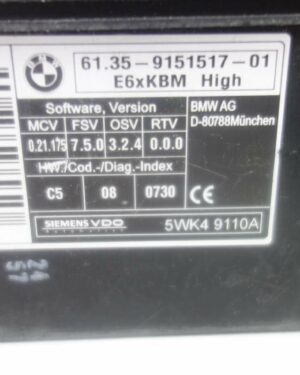 BMW
61.35-9151517-01
E6xKBM High
Software, Version
MCV FSV OSV RTV
0.21.175 7.5.0 3.2.4 0.0.0
HW./Cod.-/Diag.-Index
C5 08 0730
BMW AG
D-80788München
CE
SIEMENS VDO 5WK4 9110A